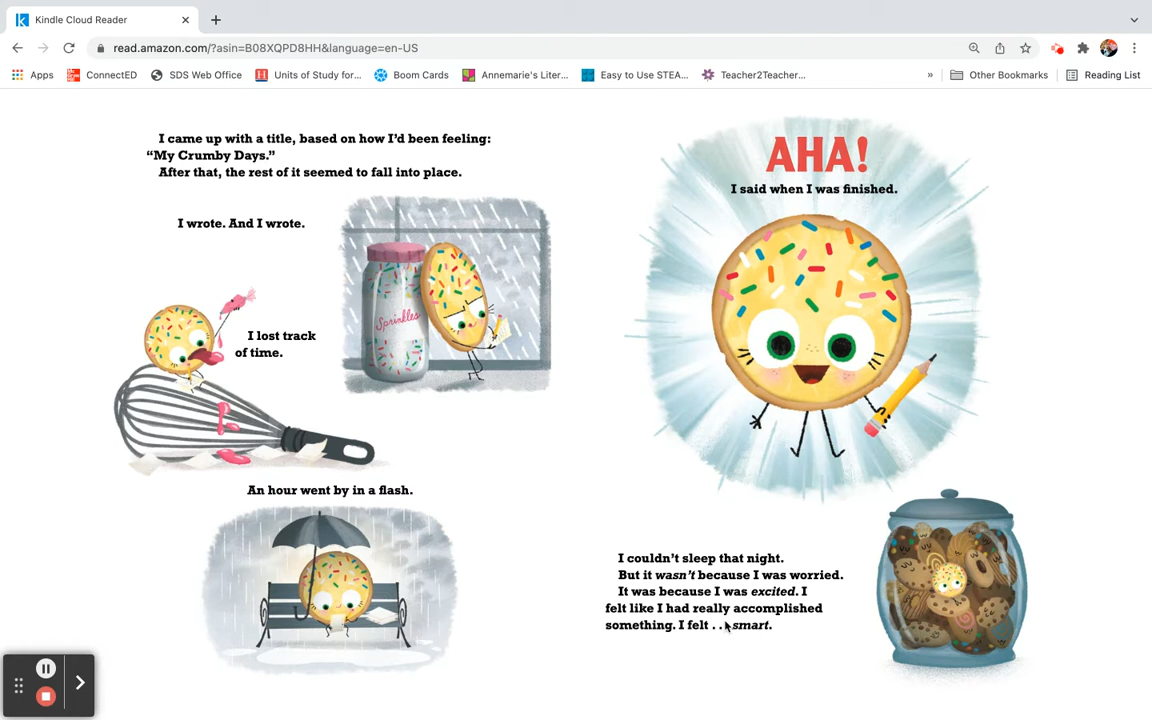 Kindle Cloud Reader
read.amazon.com/?asin=B08XQPD8HH&language=en-US
Apps ConnectED SDS Web Office Units of Study for... Boom Cards Annemarie's Liter... Easy to Use STEA... Teacher2Teacher... » Other Bookmarks Reading List
I came up with a title, based on how I'd been feeling:
“My Crumby Days.”
After that, the rest of it seemed to fall into place.
I wrote. And I wrote.
Sprinkles
I lost track
of time.
An hour went by in a flash.
AHA!
I said when I was finished.
I couldn't sleep that night.
But it wasn't because I was worried.
It was because I was excited. I
felt like I had really accomplished
something. I felt . . . smart.